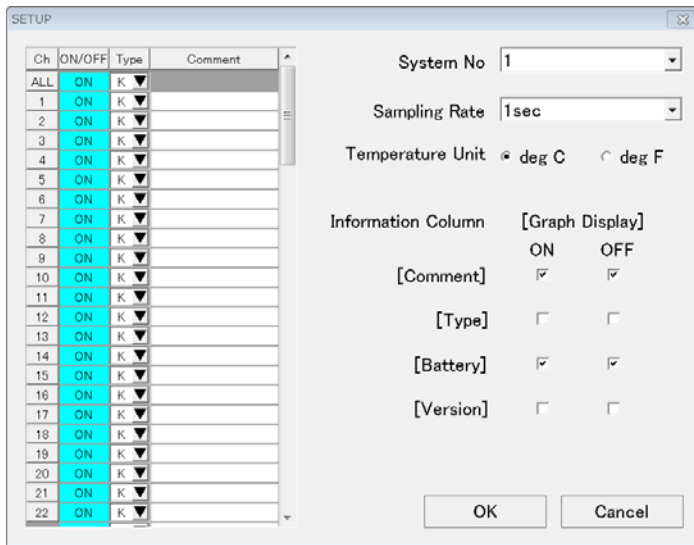 SETUP
Ch ON/OFF Type Comment
ALL ON K
1 ON K
2 ON K
3 ON K
4 ON K
5 ON K
6 ON K
7 ON K
8 ON K
9 ON K
10 ON K
11 ON K
12 ON K
13 ON K
14 ON K
15 ON K
16 ON K
17 ON K
18 ON K
19 ON K
20 ON K
21 ON K
22 ON K
System No 1
Sampling Rate 1sec
Temperature Unit deg C deg F
Information Column [Graph Display]
ON OFF
[Comment]
[Type]
[Battery]
[Version]
OK Cancel